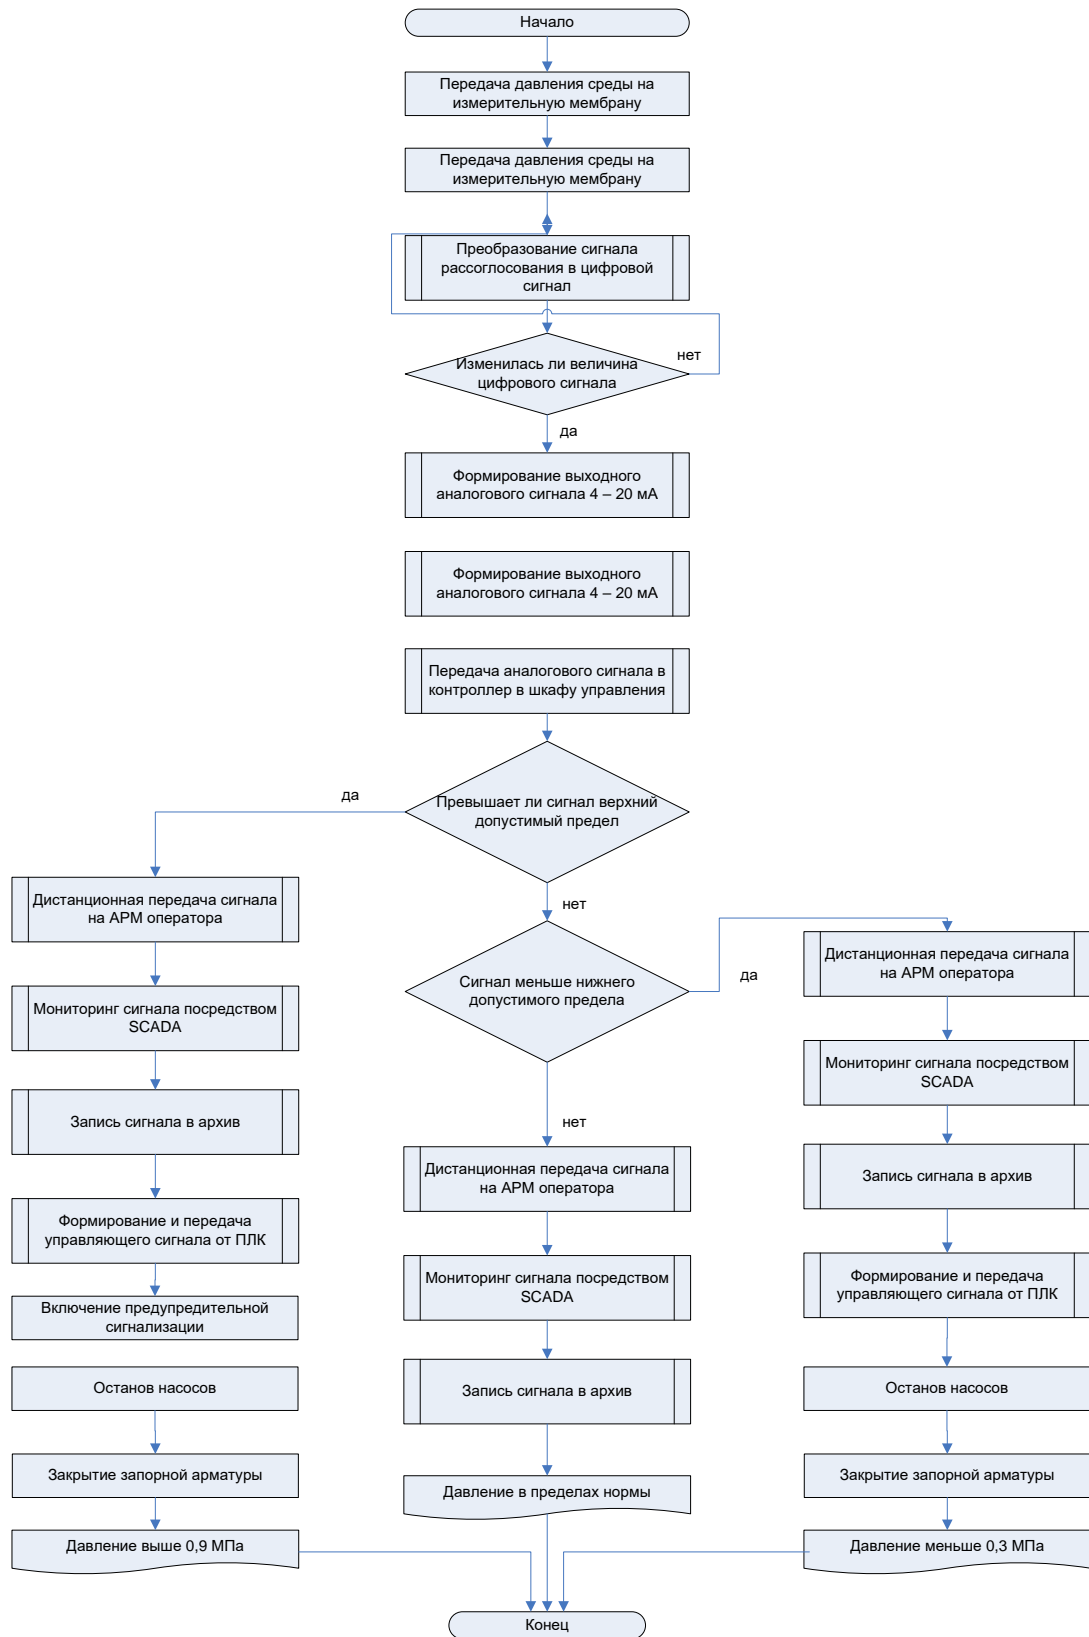 Начало
Передача давления среды на
измерительную мембрану
Передача давления среды на
измерительную мембрану
Преобразование сигнала
рассоглосования в цифровой
сигнал
Изменилась ли величина
цифрового сигнала
нет
да
Формирование выходного
аналогового сигнала 4 – 20 мА
Формирование выходного
аналогового сигнала 4 – 20 мА
Передача аналогового сигнала в
контроллер в шкафу управления
Превышает ли сигнал верхний
допустимый предел
да
нет
Дистанционная передача сигнала
на АРМ оператора
Мониторинг сигнала посредством
SCADA
Запись сигнала в архив
Формирование и передача
управляющего сигнала от ПЛК
Включение предупредительной
сигнализации
Останов насосов
Закрытие запорной арматуры
Давление выше 0,9 МПа
Сигнал меньше нижнего
допустимого предела
да
нет
Дистанционная передача сигнала
на АРМ оператора
Мониторинг сигнала посредством
SCADA
Запись сигнала в архив
Давление в пределах нормы
Дистанционная передача сигнала
на АРМ оператора
Мониторинг сигнала посредством
SCADA
Запись сигнала в архив
Формирование и передача
управляющего сигнала от ПЛК
Останов насосов
Закрытие запорной арматуры
Давление меньше 0,3 МПа
Конец